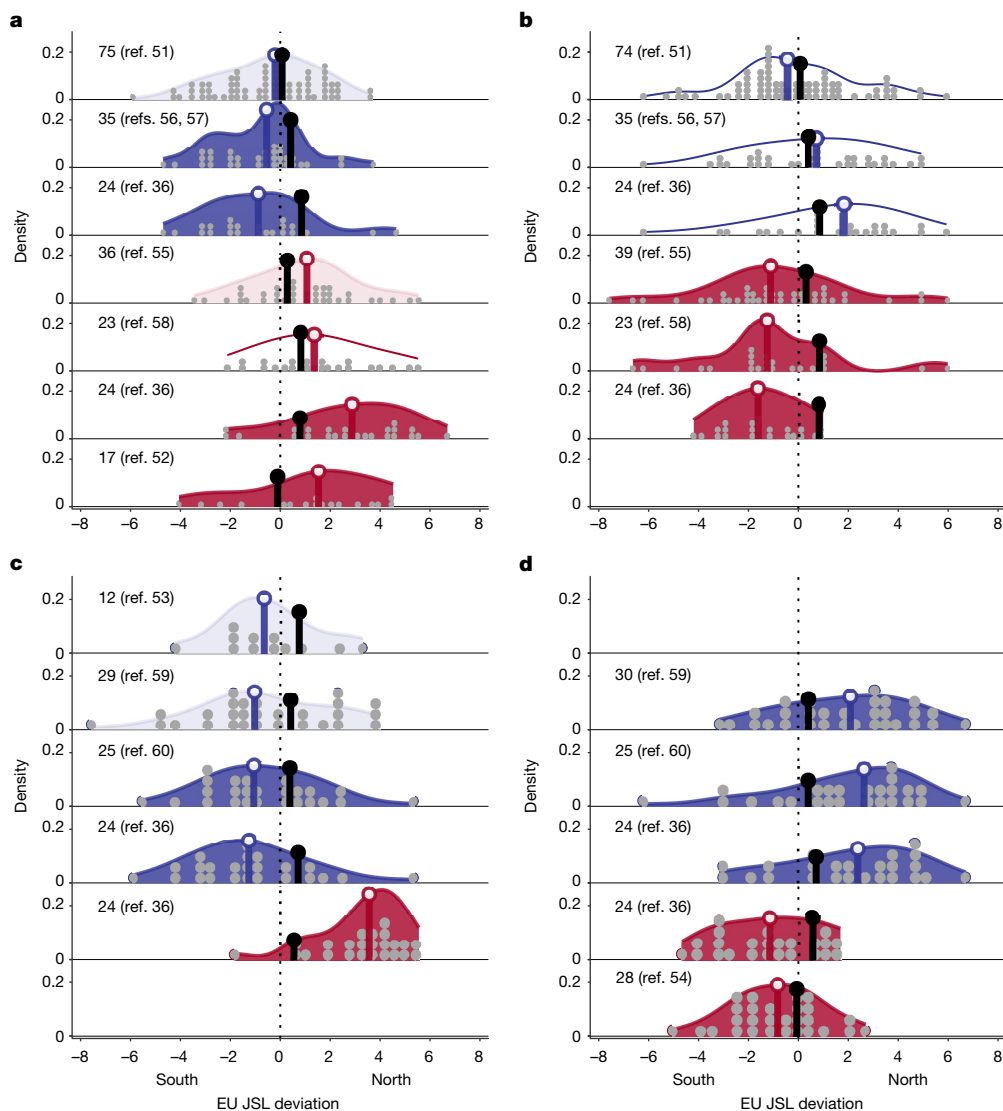 a
75 (ref. 51)
0.2
0
35 (refs. 56, 57)
0.2
0
24 (ref. 36)
0.2
0
36 (ref. 55)
0.2
0
23 (ref. 58)
0.2
0
24 (ref. 36)
0.2
0
17 (ref. 52)
0.2
0
Density
−8 −6 −4 −2 0 2 4 6 8
b
74 (ref. 51)
0.2
0
35 (refs. 56, 57)
0.2
0
24 (ref. 36)
0.2
0
39 (ref. 55)
0.2
0
23 (ref. 58)
0.2
0
24 (ref. 36)
0.2
0
0.2
0
Density
−8 −6 −4 −2 0 2 4 6 8
c
12 (ref. 53)
0.2
0
29 (ref. 59)
0.2
0
25 (ref. 60)
0.2
0
24 (ref. 36)
0.2
0
24 (ref. 36)
0.2
0
0.2
0
Density
−8 −6 −4 −2 0 2 4 6 8
South North
EU JSL deviation
d
0.2
0
30 (ref. 59)
0.2
0
25 (ref. 60)
0.2
0
24 (ref. 36)
0.2
0
24 (ref. 36)
0.2
0
28 (ref. 54)
0.2
0
Density
−8 −6 −4 −2 0 2 4 6 8
South North
EU JSL deviation